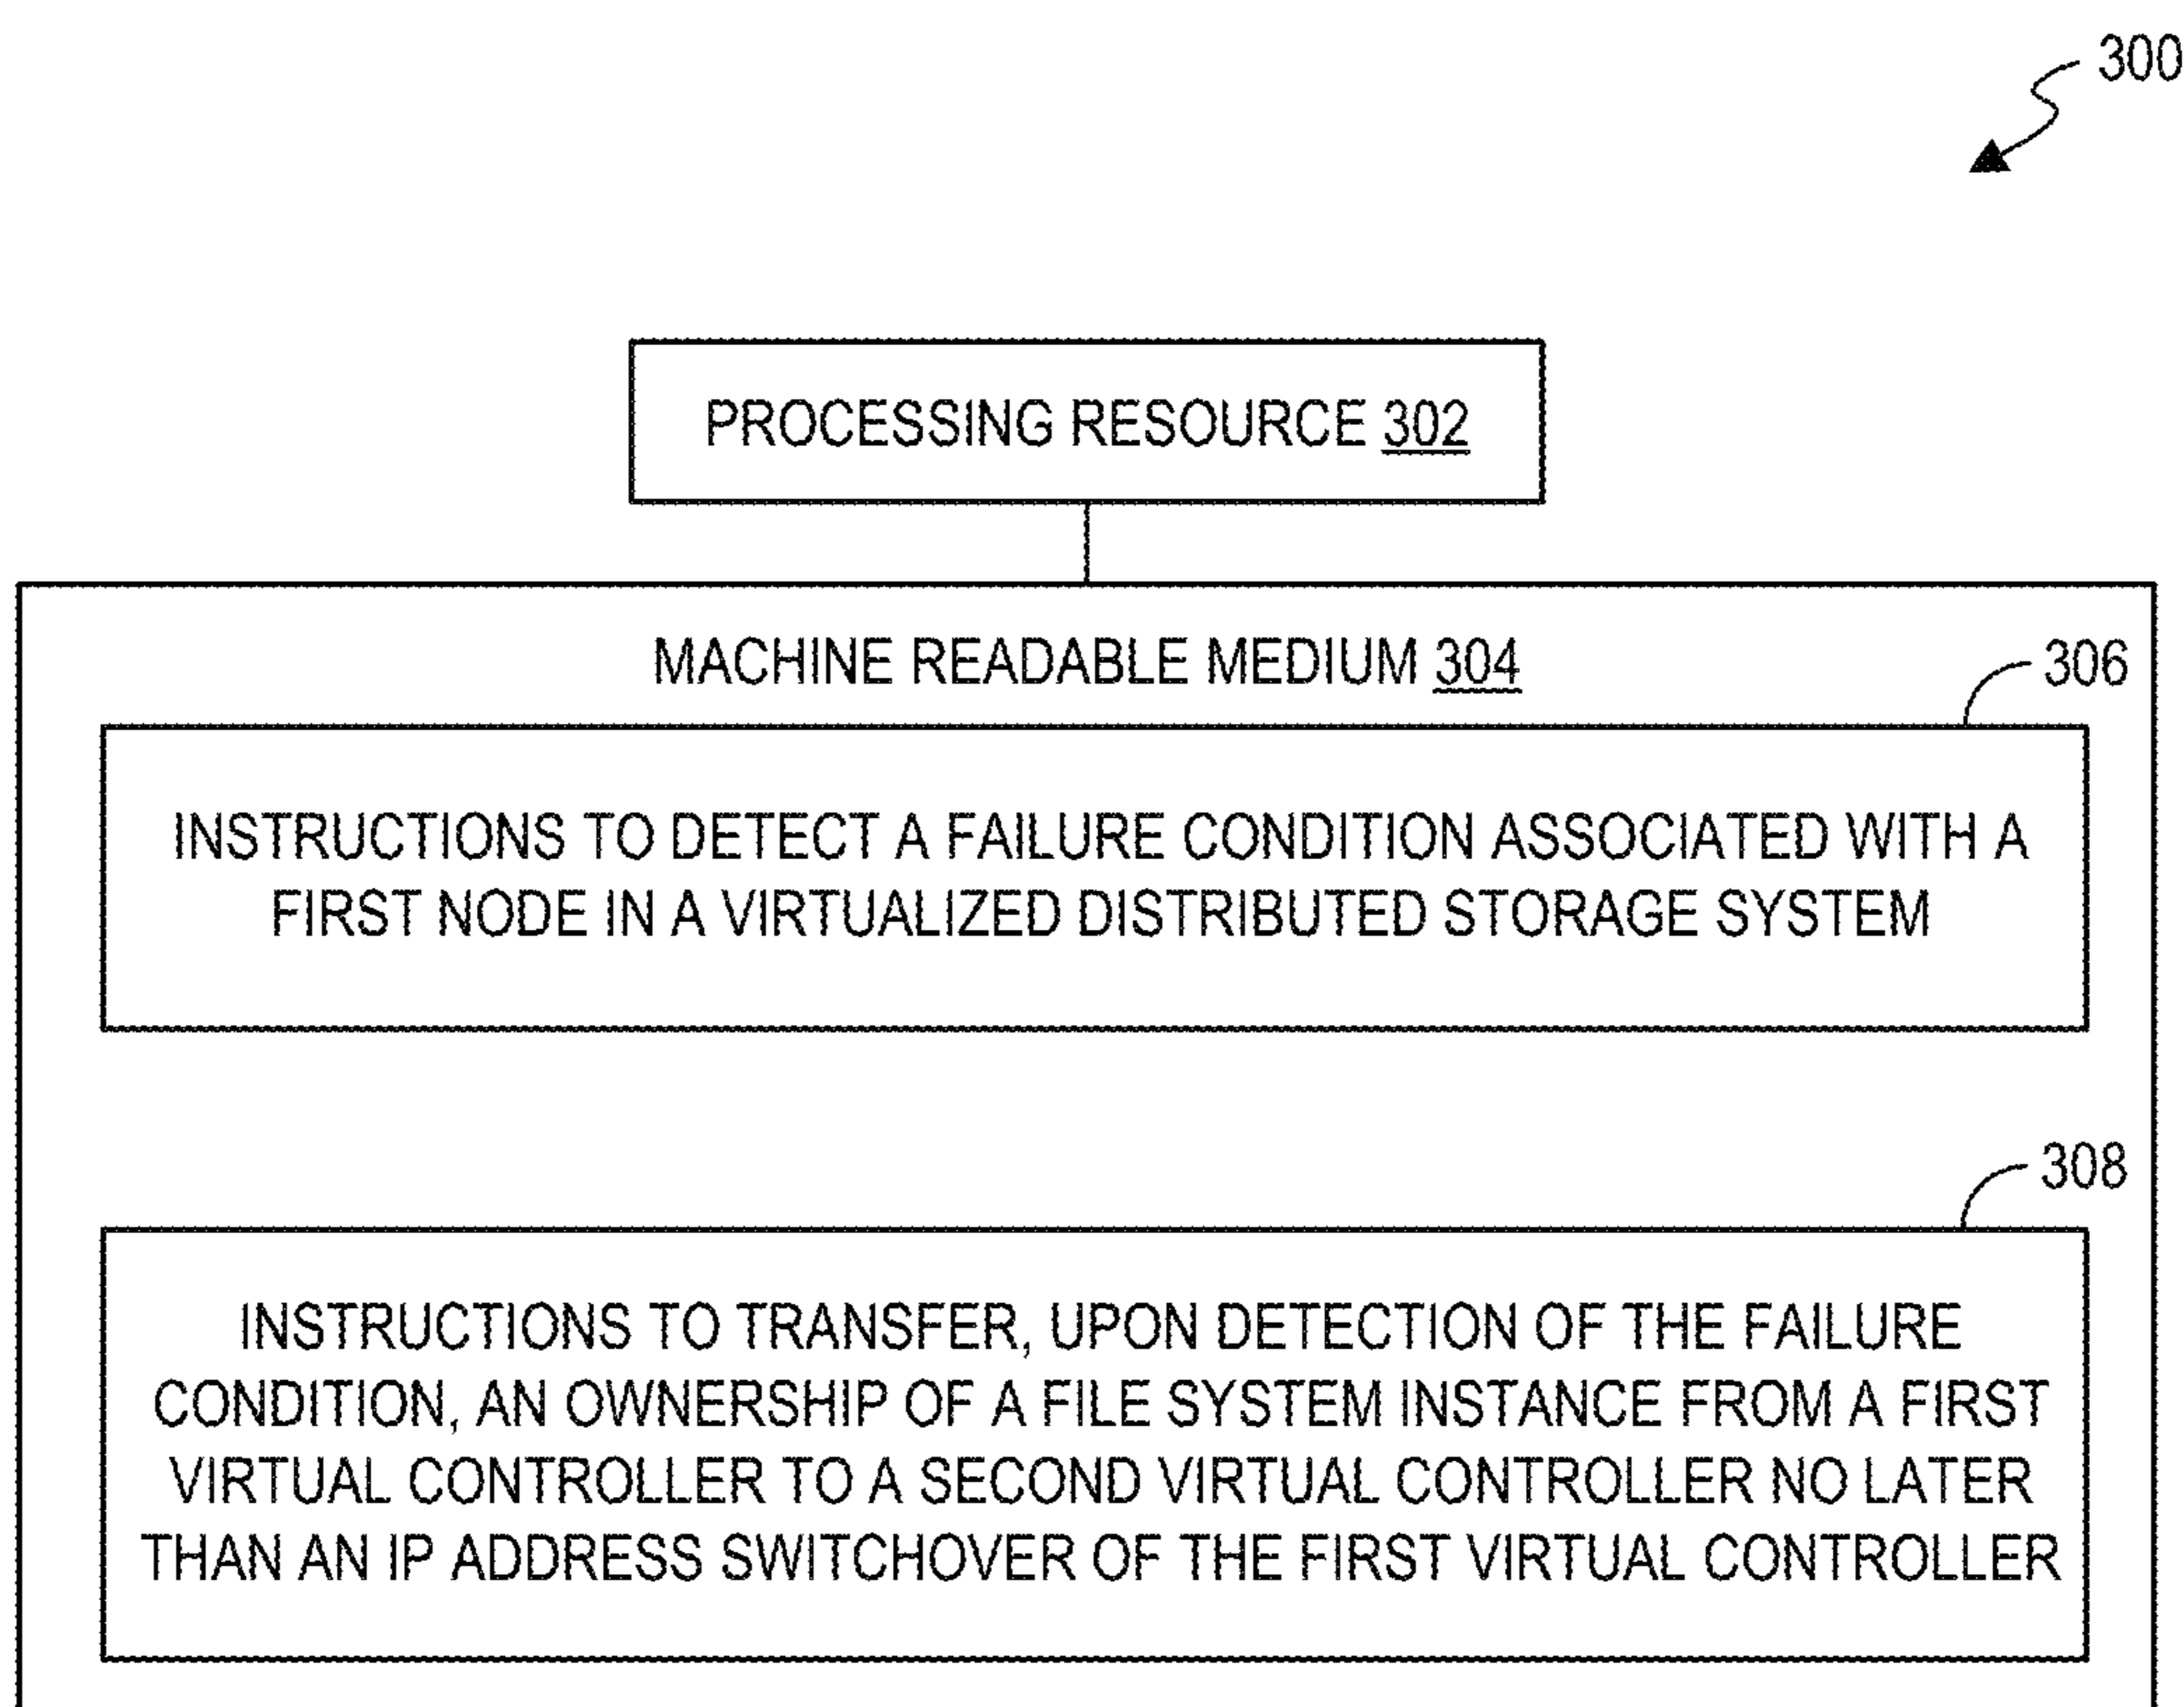 300
PROCESSING RESOURCE 302
MACHINE READABLE MEDIUM 304
306
INSTRUCTIONS TO DETECT A FAILURE CONDITION ASSOCIATED WITH A
FIRST NODE IN A VIRTUALIZED DISTRIBUTED STORAGE SYSTEM
308
INSTRUCTIONS TO TRANSFER, UPON DETECTION OF THE FAILURE
CONDITION, AN OWNERSHIP OF A FILE SYSTEM INSTANCE FROM A FIRST
VIRTUAL CONTROLLER TO A SECOND VIRTUAL CONTROLLER NO LATER
THAN AN IP ADDRESS SWITCHOVER OF THE FIRST VIRTUAL CONTROLLER